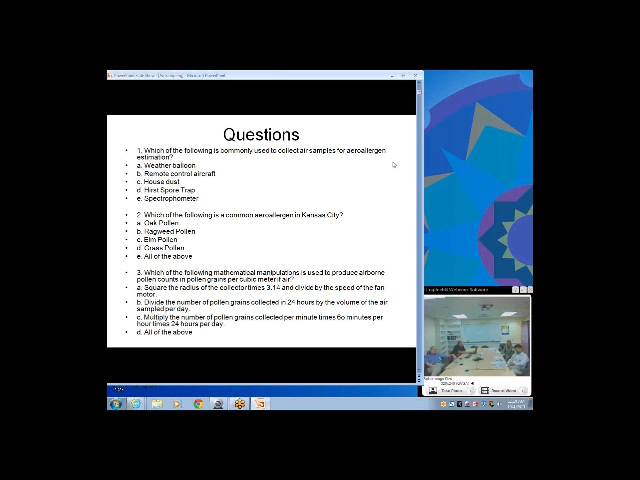 Questions
• 1. Which of the following is commonly used to collect air samples for aeroallergen
estimation?
• a. Weather balloon
• b. Remote control aircraft
• c. House dust
• d. Hirst Spore Trap
• e. Spectrophometer
• 2. Which of the following is a common aeroallergen in Kansas City?
• a. Oak Pollen
• b. Ragweed Pollen
• c. Elm Pollen
• d. Grass Pollen
• e. All of the above
• 3. Which of the following mathematical manipulations is used to produce airborne
pollen counts in pollen grains per cubic meter if air?
• a. Square the radius of the collector times 3.14 and divide by the speed of the fan
motor.
• b. Divide the number of pollen grains collected in 24 hours by the volume of the air
sampled per day.
• c. Multiply the number of pollen grains collected per minute times 6o minutes per
hour times 24 hours per day.
• d. All of the above
Take Photo
Record Video